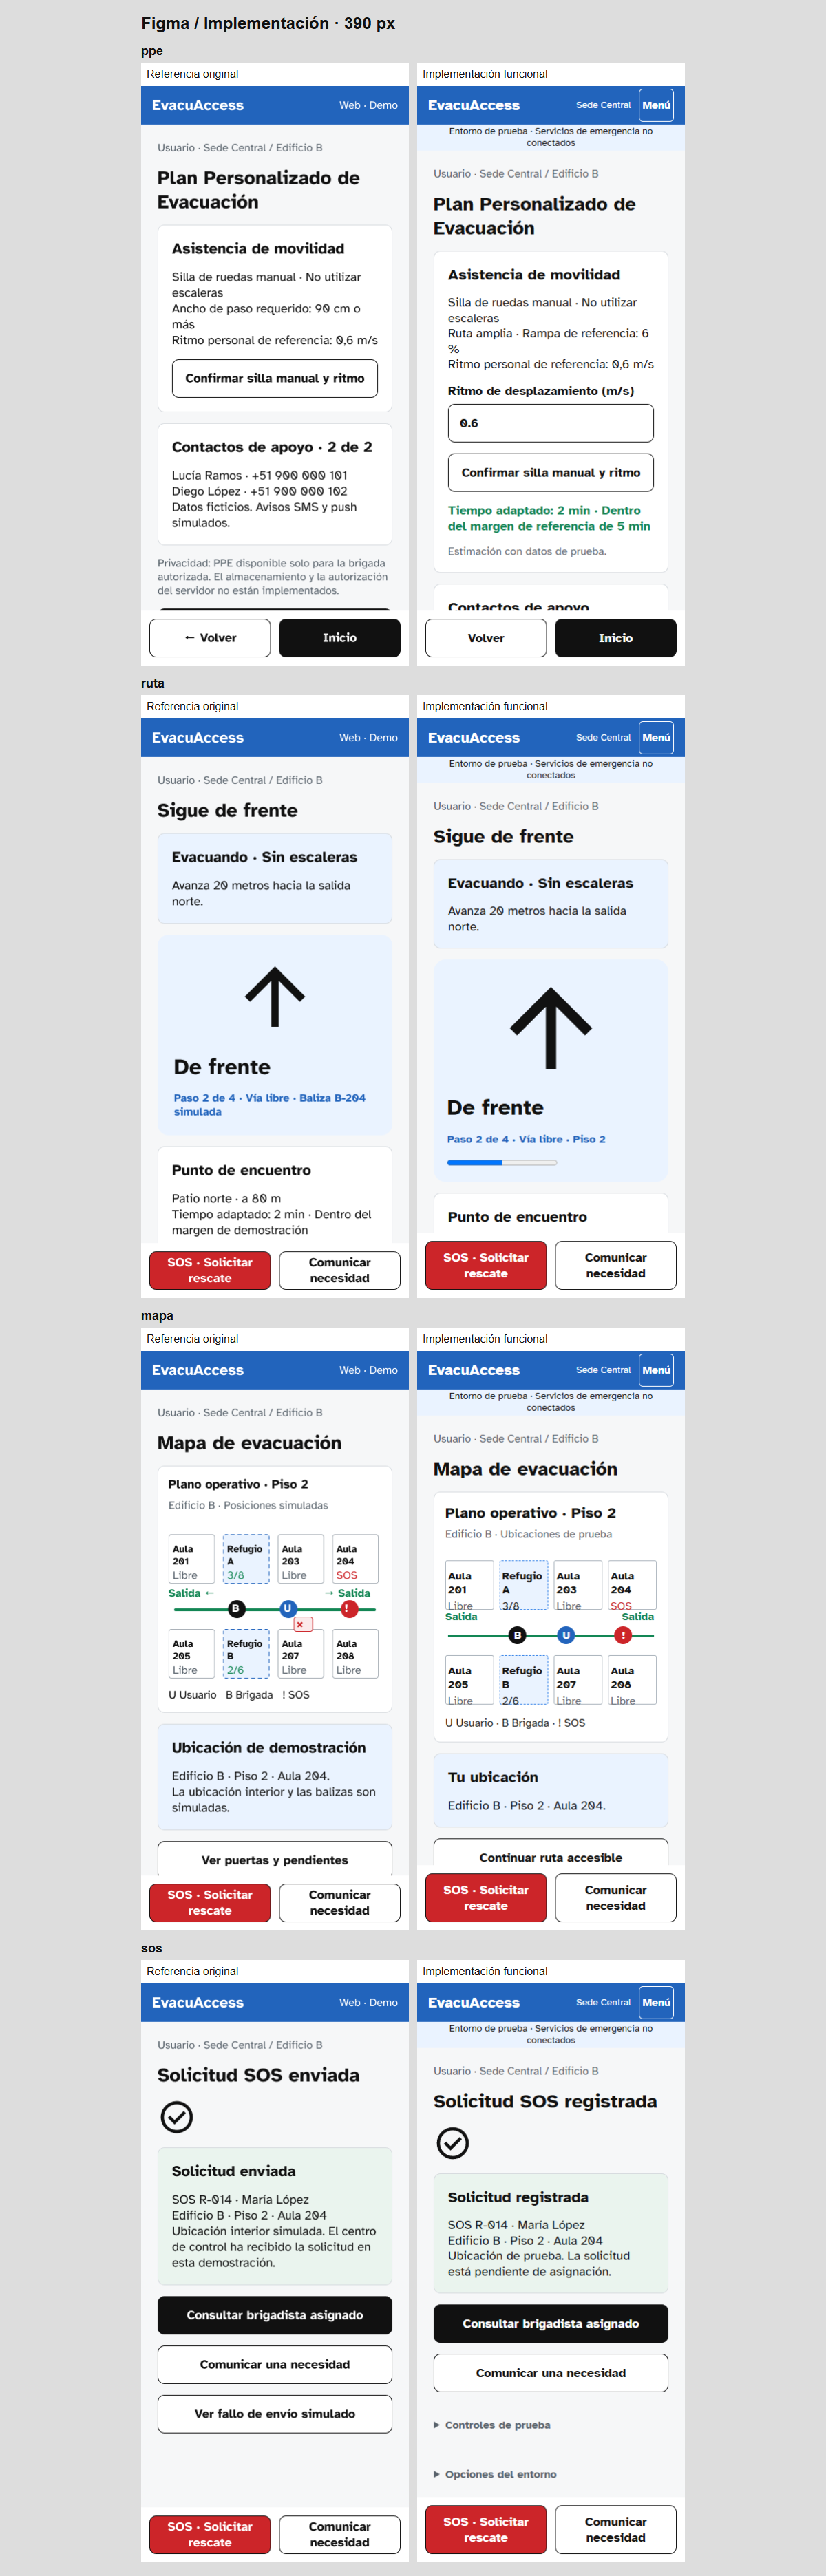 Figma / Implementación · 390 px
ppe
Referencia original
EvacuAccess
Web · Demo
Usuario · Sede Central / Edificio B
Plan Personalizado de
Evacuación
Asistencia de movilidad
Silla de ruedas manual · No utilizar
escaleras
Ancho de paso requerido: 90 cm o
más
Ritmo personal de referencia: 0,6 m/s
Confirmar silla manual y ritmo
Contactos de apoyo · 2 de 2
Lucía Ramos · +51 900 000 101
Diego López · +51 900 000 102
Datos ficticios. Avisos SMS y push
simulados.
Privacidad: PPE disponible solo para la brigada
autorizada. El almacenamiento y la autorización
del servidor no están implementados.
← Volver
Inicio
Implementación funcional
EvacuAccess
Sede Central
Menú
Entorno de prueba · Servicios de emergencia no
conectados
Usuario · Sede Central / Edificio B
Plan Personalizado de
Evacuación
Asistencia de movilidad
Silla de ruedas manual · No utilizar
escaleras
Ruta amplia · Rampa de referencia: 6
%
Ritmo personal de referencia: 0,6 m/s
Ritmo de desplazamiento (m/s)
0.6
Confirmar silla manual y ritmo
Tiempo adaptado: 2 min · Dentro
del margen de referencia de 5 min
Estimación con datos de prueba.
Contactos de apoyo
Volver
Inicio
ruta
Referencia original
EvacuAccess
Web · Demo
Usuario · Sede Central / Edificio B
Sigue de frente
Evacuando · Sin escaleras
Avanza 20 metros hacia la salida
norte.
De frente
Paso 2 de 4 · Vía libre · Baliza B-204
simulada
Punto de encuentro
Patio norte · a 80 m
Tiempo adaptado: 2 min · Dentro del
margen de demostración
SOS · Solicitar
rescate
Comunicar
necesidad
Implementación funcional
EvacuAccess
Sede Central
Menú
Entorno de prueba · Servicios de emergencia no
conectados
Usuario · Sede Central / Edificio B
Sigue de frente
Evacuando · Sin escaleras
Avanza 20 metros hacia la salida
norte.
De frente
Paso 2 de 4 · Vía libre · Piso 2
Punto de encuentro
SOS · Solicitar
rescate
Comunicar
necesidad
mapa
Referencia original
EvacuAccess
Web · Demo
Usuario · Sede Central / Edificio B
Mapa de evacuación
Plano operativo · Piso 2
Edificio B · Posiciones simuladas
Aula
201
Libre
Refugio
A
3/8
Aula
203
Libre
Aula
204
SOS
Salida ←
→ Salida
B
U
!
×
Aula
205
Libre
Refugio
B
2/6
Aula
207
Libre
Aula
208
Libre
U Usuario B Brigada ! SOS
Ubicación de demostración
Edificio B · Piso 2 · Aula 204.
La ubicación interior y las balizas son
simuladas.
Ver puertas y pendientes
SOS · Solicitar
rescate
Comunicar
necesidad
Implementación funcional
EvacuAccess
Sede Central
Menú
Entorno de prueba · Servicios de emergencia no
conectados
Usuario · Sede Central / Edificio B
Mapa de evacuación
Plano operativo · Piso 2
Edificio B · Ubicaciones de prueba
Aula
201
Libre
Refugio
A
3/8
Aula
203
Libre
Aula
204
SOS
Salida
Salida
B
U
!
Aula
205
Libre
Refugio
B
2/6
Aula
207
Libre
Aula
208
Libre
U Usuario · B Brigada · ! SOS
Tu ubicación
Edificio B · Piso 2 · Aula 204.
Continuar ruta accesible
SOS · Solicitar
rescate
Comunicar
necesidad
sos
Referencia original
EvacuAccess
Web · Demo
Usuario · Sede Central / Edificio B
Solicitud SOS enviada
Solicitud enviada
SOS R-014 · María López
Edificio B · Piso 2 · Aula 204
Ubicación interior simulada. El centro
de control ha recibido la solicitud en
esta demostración.
Consultar brigadista asignado
Comunicar una necesidad
Ver fallo de envío simulado
SOS · Solicitar
rescate
Comunicar
necesidad
Implementación funcional
EvacuAccess
Sede Central
Menú
Entorno de prueba · Servicios de emergencia no
conectados
Usuario · Sede Central / Edificio B
Solicitud SOS registrada
Solicitud registrada
SOS R-014 · María López
Edificio B · Piso 2 · Aula 204
Ubicación de prueba. La solicitud
está pendiente de asignación.
Consultar brigadista asignado
Comunicar una necesidad
▶ Controles de prueba
▶ Opciones del entorno
SOS · Solicitar
rescate
Comunicar
necesidad